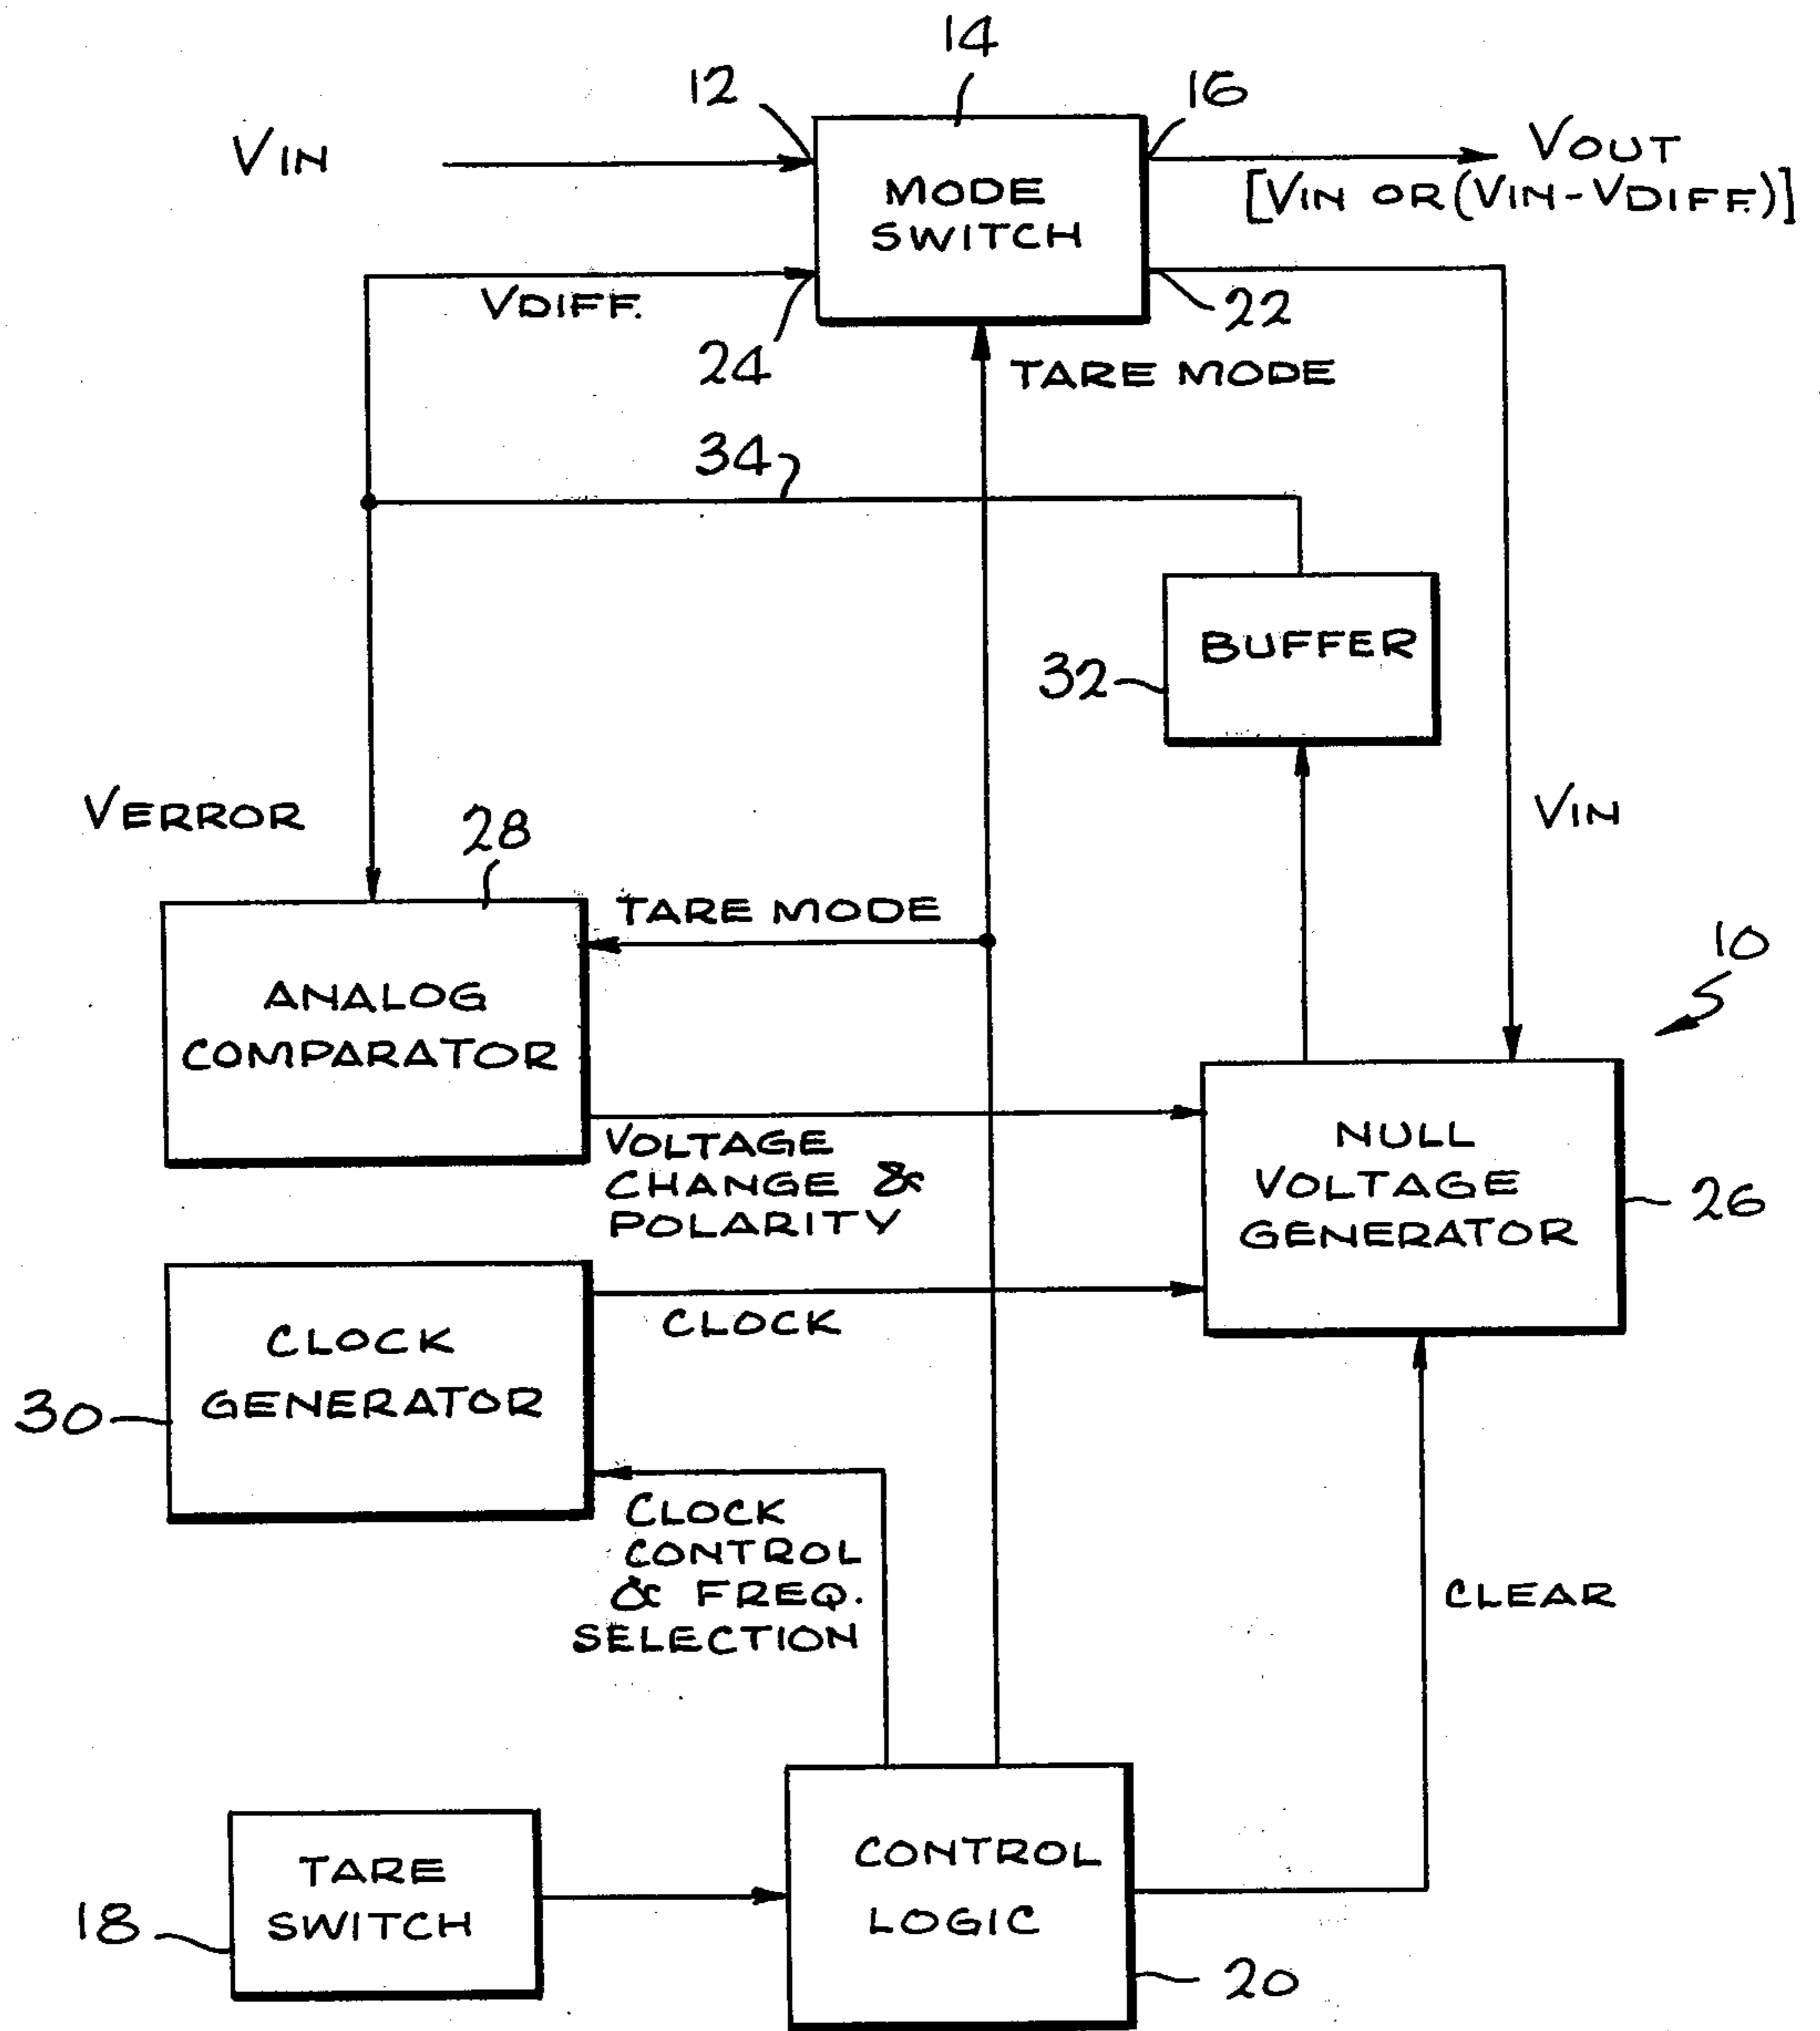 14
12
16
VIN
VOUT
[VIN OR (VIN-VDIFF.)]
MODE
SWITCH
VDIFF.
24
22
TARE MODE
34
BUFFER
32
VIN
VERROR
28
TARE MODE
10
ANALOG
COMPARATOR
VOLTAGE
CHANGE &
POLARITY
NULL
VOLTAGE
GENERATOR
26
CLOCK
CLOCK
GENERATOR
30
CLOCK
CONTROL
& FREQ.
SELECTION
CLEAR
TARE
SWITCH
18
CONTROL
LOGIC
20